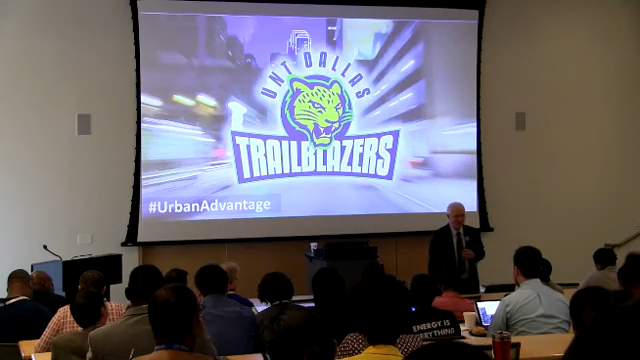 UNT DALLAS
TRAILBLAZERS
#UrbanAdvantage
ENERGY IS
EVERYTHING